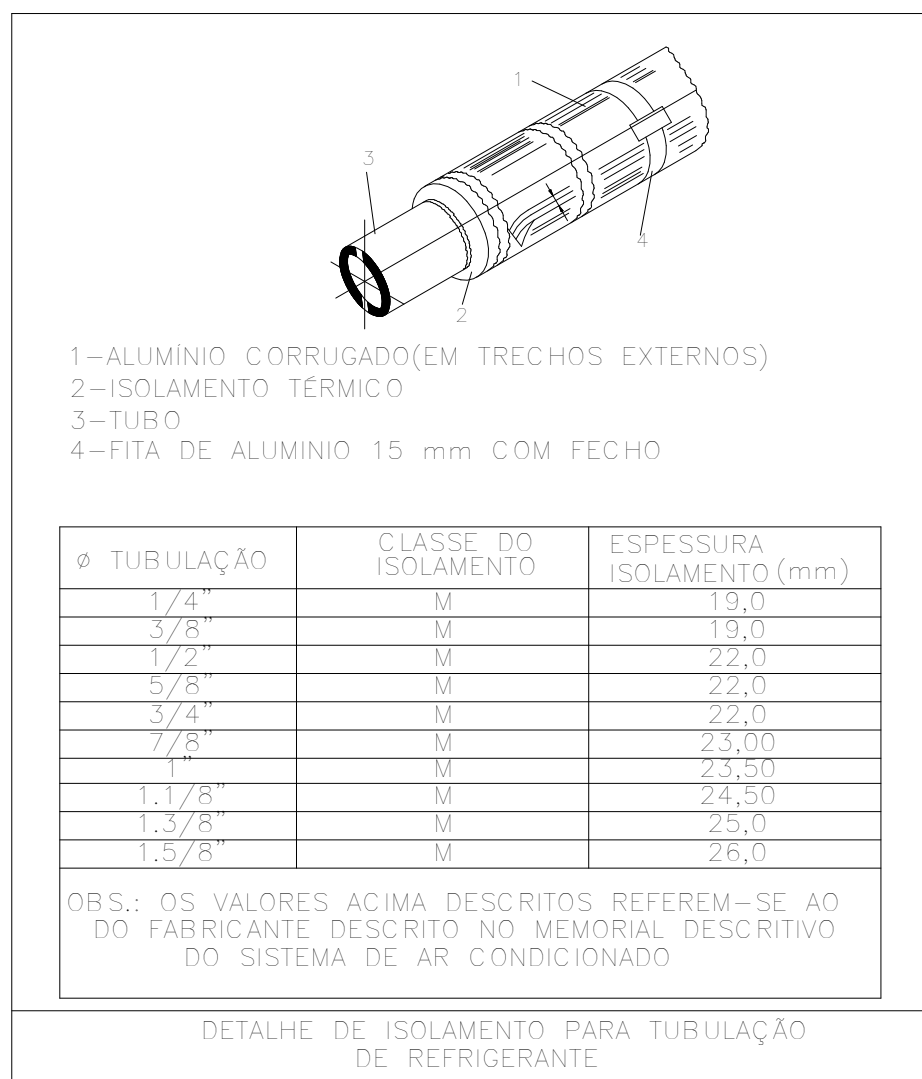 1
3
4
2
1-ALUMÍNIO CORRUGADO(EM TRECHOS EXTERNOS)
2-ISOLAMENTO TÉRMICO
3-TUBO
4-FITA DE ALUMINIO 15 mm COM FECHO
Ø TUBULAÇÃO
CLASSE DO
ISOLAMENTO
ESPESSURA
ISOLAMENTO (mm)
1/4" M 19,0
3/8" M 19,0
1/2" M 22,0
5/8" M 22,0
3/4" M 22,0
7/8" M 23,00
1" M 23,50
1.1/8" M 24,50
1.3/8" M 25,0
1.5/8" M 26,0
OBS.: OS VALORES ACIMA DESCRITOS REFEREM-SE AO
DO FABRICANTE DESCRITO NO MEMORIAL DESCRITIVO
DO SISTEMA DE AR CONDICIONADO
DETALHE DE ISOLAMENTO PARA TUBULAÇÃO
DE REFRIGERANTE